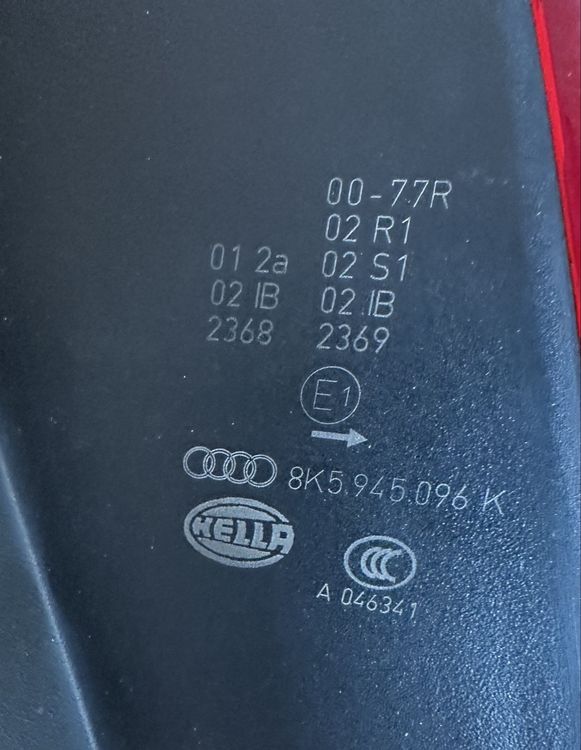 00-77R
02 R1
01 2a 02 S1
02 IB 02 IB
2368 2369
E1
8K5.945.096 K
HELLA
CCC
A 046341